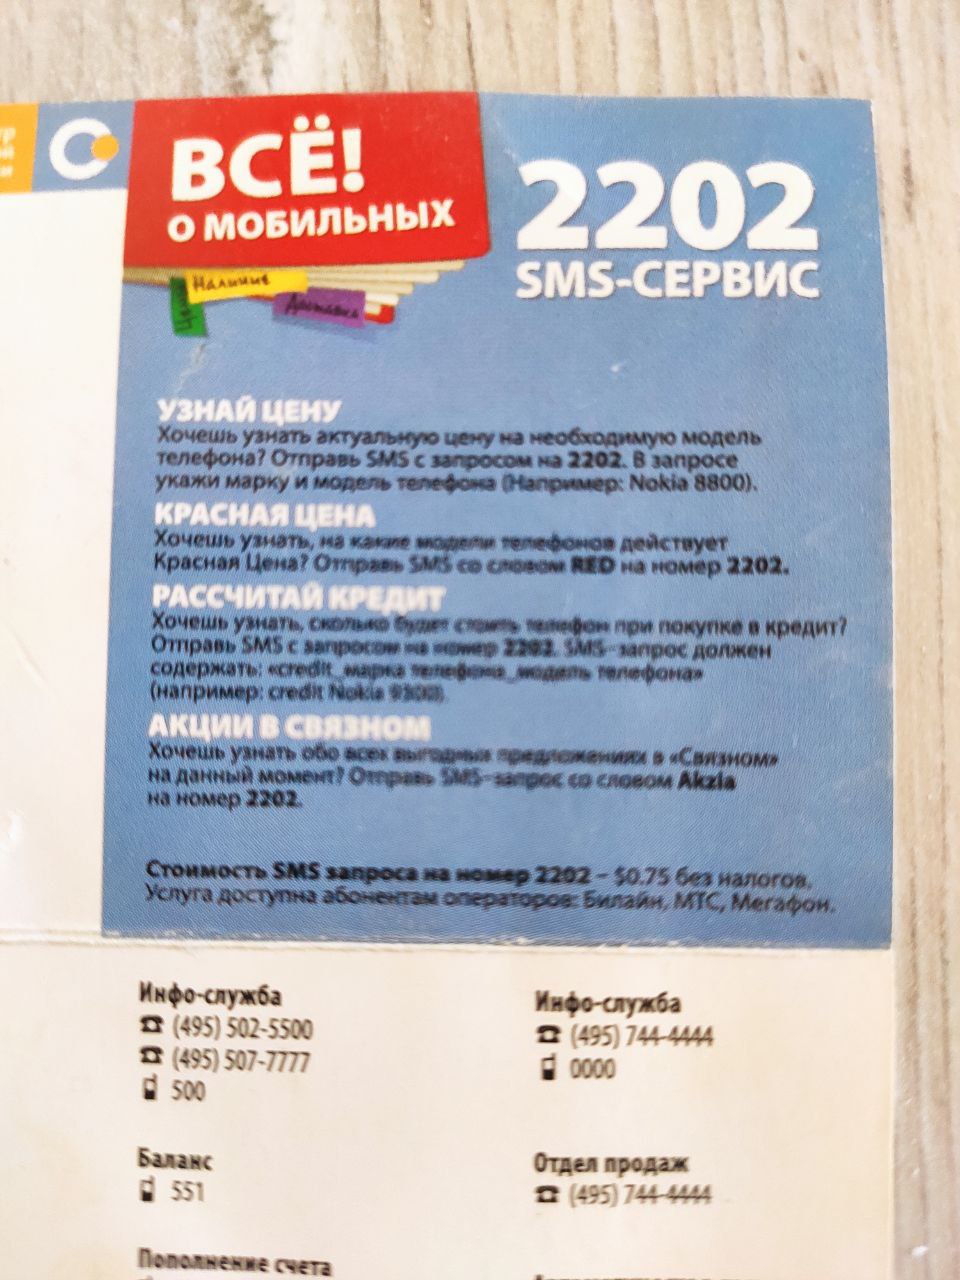 ВСЁ!
О МОБИЛЬНЫХ
2202
SMS-СЕРВИС
Наличие
Доставка
УЗНАЙ ЦЕНУ
Хочешь узнать актуальную цену на необходимую модель
телефона? Отправь SMS с запросом на 2202. В запросе
укажи марку и модель телефона (Например: Nokia 8800).
КРАСНАЯ ЦЕНА
Хочешь узнать, на какие модели телефонов действует
Красная Цена? Отправь SMS со словом RED на номер 2202.
РАССЧИТАЙ КРЕДИТ
Хочешь узнать, сколько будет стоить телефон при покупке в кредит?
Отправь SMS с запросом на номер 2202. SMS-запрос должен
содержать: «credit_марка телефона_модель телефона»
(например: credit Nokia 9300).
АКЦИИ В СВЯЗНОМ
Хочешь узнать обо всех выгодных предложениях в «Связном»
на данный момент? Отправь SMS-запрос со словом Akzia
на номер 2202.
Стоимость SMS запроса на номер 2202 – $0.75 без налогов.
Услуга доступна абонентам операторов: Билайн, МТС, Мегафон.
Инфо-служба
(495) 502-5500
(495) 507-7777
500
Баланс
551
Пополнение счета
Инфо-служба
(495) 744-4444
0000
Отдел продаж
(495) 744-4444